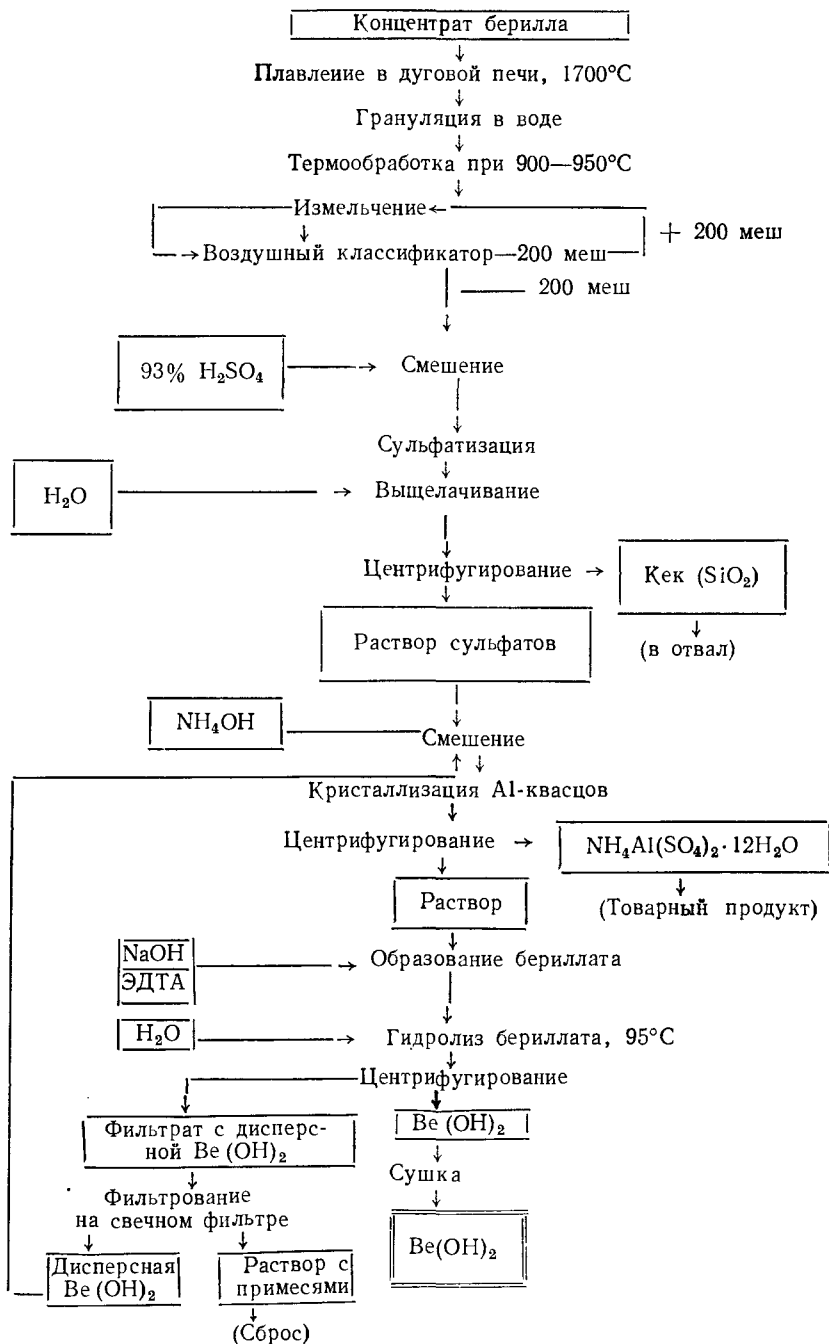 Концентрат берилла
Плавление в дуговой печи, 1700°С
Грануляция в воде
Термообработка при 900—950°С
Измельчение
+ 200 меш
Воздушный классификатор—200 меш
— 200 меш
93% H₂SO₄
Смешение
Сульфатизация
H₂O
Выщелачивание
Центрифугирование
Кек (SiO₂)
Раствор сульфатов
(в отвал)
NH₄OH
Смешение
Кристаллизация Al-квасцов
Центрифугирование
NH₄Al(SO₄)₂·12H₂O
Раствор
(Товарный продукт)
NaOH
ЭДТА
Образование бериллата
H₂O
Гидролиз бериллата, 95°С
Центрифугирование
Фильтрат с дисперс-
ной Be(OH)₂
Be(OH)₂
Сушка
Фильтрование
на свечном фильтре
Be(OH)₂
Дисперсная
Be(OH)₂
Раствор с
примесями
(Сброс)